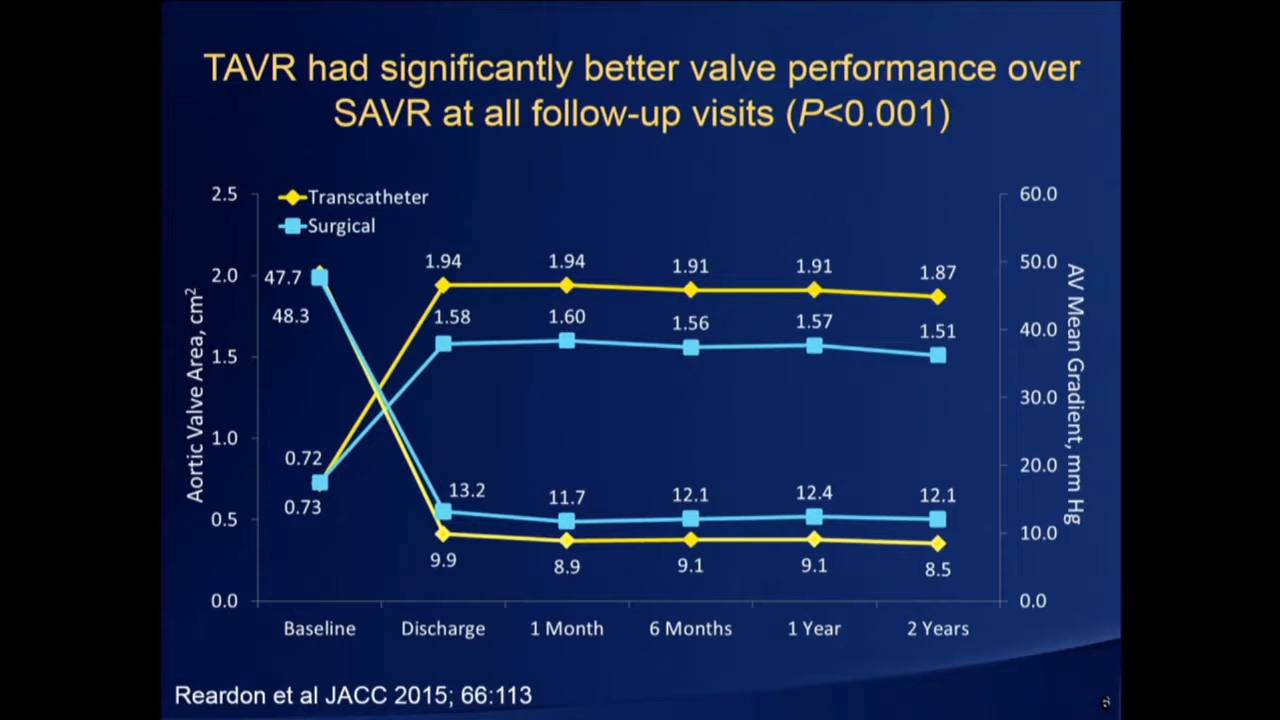 TAVR had significantly better valve performance over
SAVR at all follow-up visits (P<0.001)
Transcatheter
Surgical
Aortic Valve Area, cm²
2.5
2.0
1.5
1.0
0.5
0.0
AV Mean Gradient, mm Hg
60.0
50.0
40.0
30.0
20.0
10.0
0.0
47.7
48.3
0.72
0.73
1.94 1.94 1.91 1.91 1.87
1.58 1.60 1.56 1.57 1.51
13.2 11.7 12.1 12.4 12.1
9.9 8.9 9.1 9.1 8.5
Baseline Discharge 1 Month 6 Months 1 Year 2 Years
Reardon et al JACC 2015; 66:113